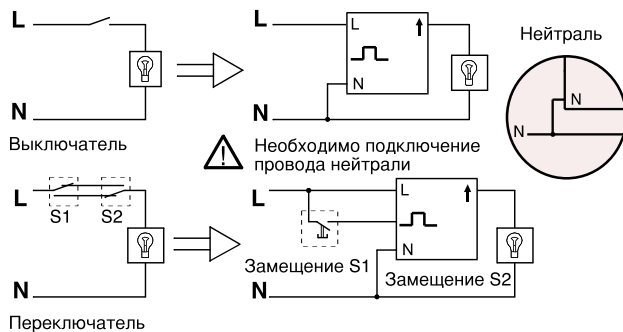 L
N
Выключатель
L
N
L
N
Необходимо подключение
провода нейтрали
Нейтраль
N
N
L
S1
S2
N
Переключатель
L
N
L
N
Замещение S1
Замещение S2